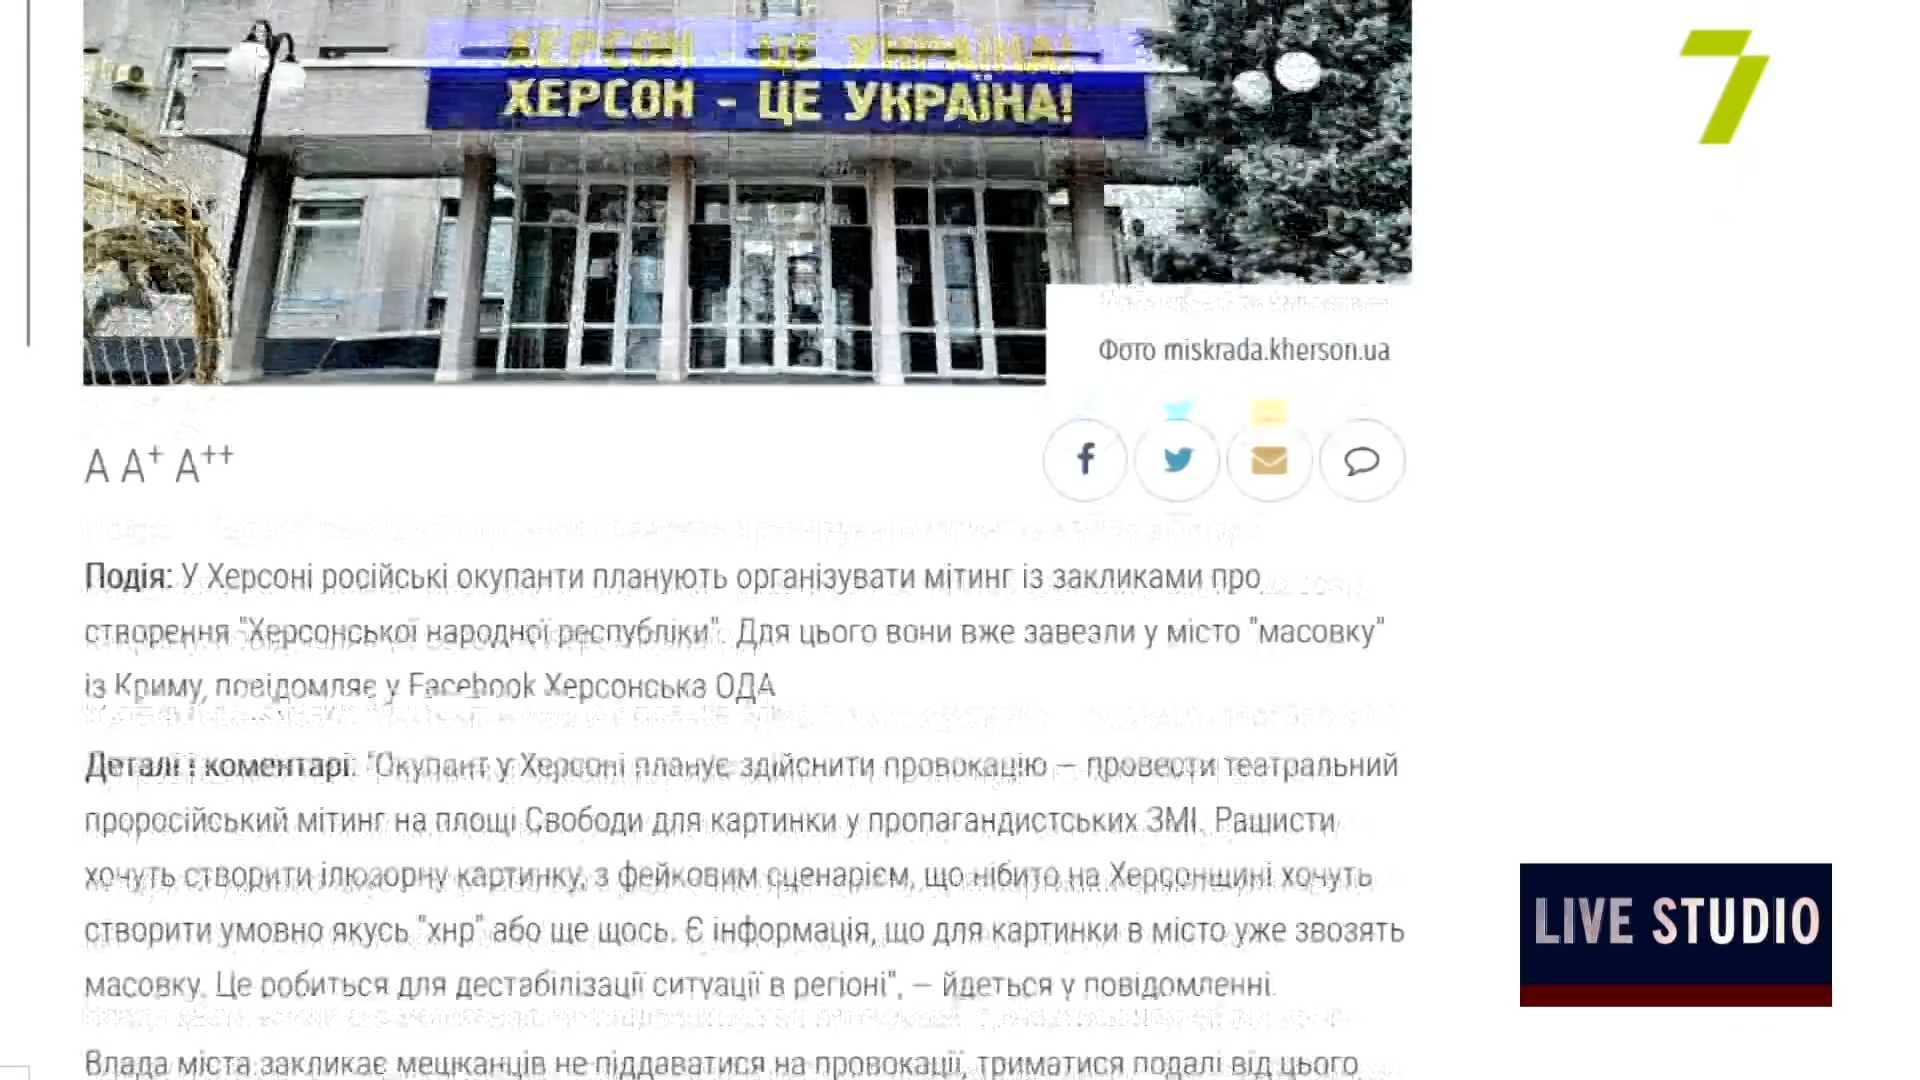 ХЕРСОН - ЦЕ УКРАЇНА!
ХЕРСОН - ЦЕ УКРАЇНА!
7
Фото miskrada.kherson.ua
A A+ A++
Подія: У Херсоні російські окупанти планують організувати мітинг із закликами про
створення "Херсонської народної республіки". Для цього вони вже завезли у місто "масовку"
із Криму, повідомляє у Facebook Херсонська ОДА
Деталі і коментарі: "Окупант у Херсоні планує здійснити провокацію – провести театральний
проросійський мітинг на площі Свободи для картинки у пропагандистських ЗМІ. Рашисти
хочуть створити ілюзорну картинку, з фейковим сценарієм, що нібито на Херсонщині хочуть
створити умовно якусь "хнр" або ще щось. Є інформація, що для картинки в місто уже звозять
масовку. Це робиться для дестабілізації ситуації в регіоні", – йдеться у повідомленні.
Влада міста закликає мешканців не піддаватися на провокації, триматися подалі від цього
LIVE STUDIO